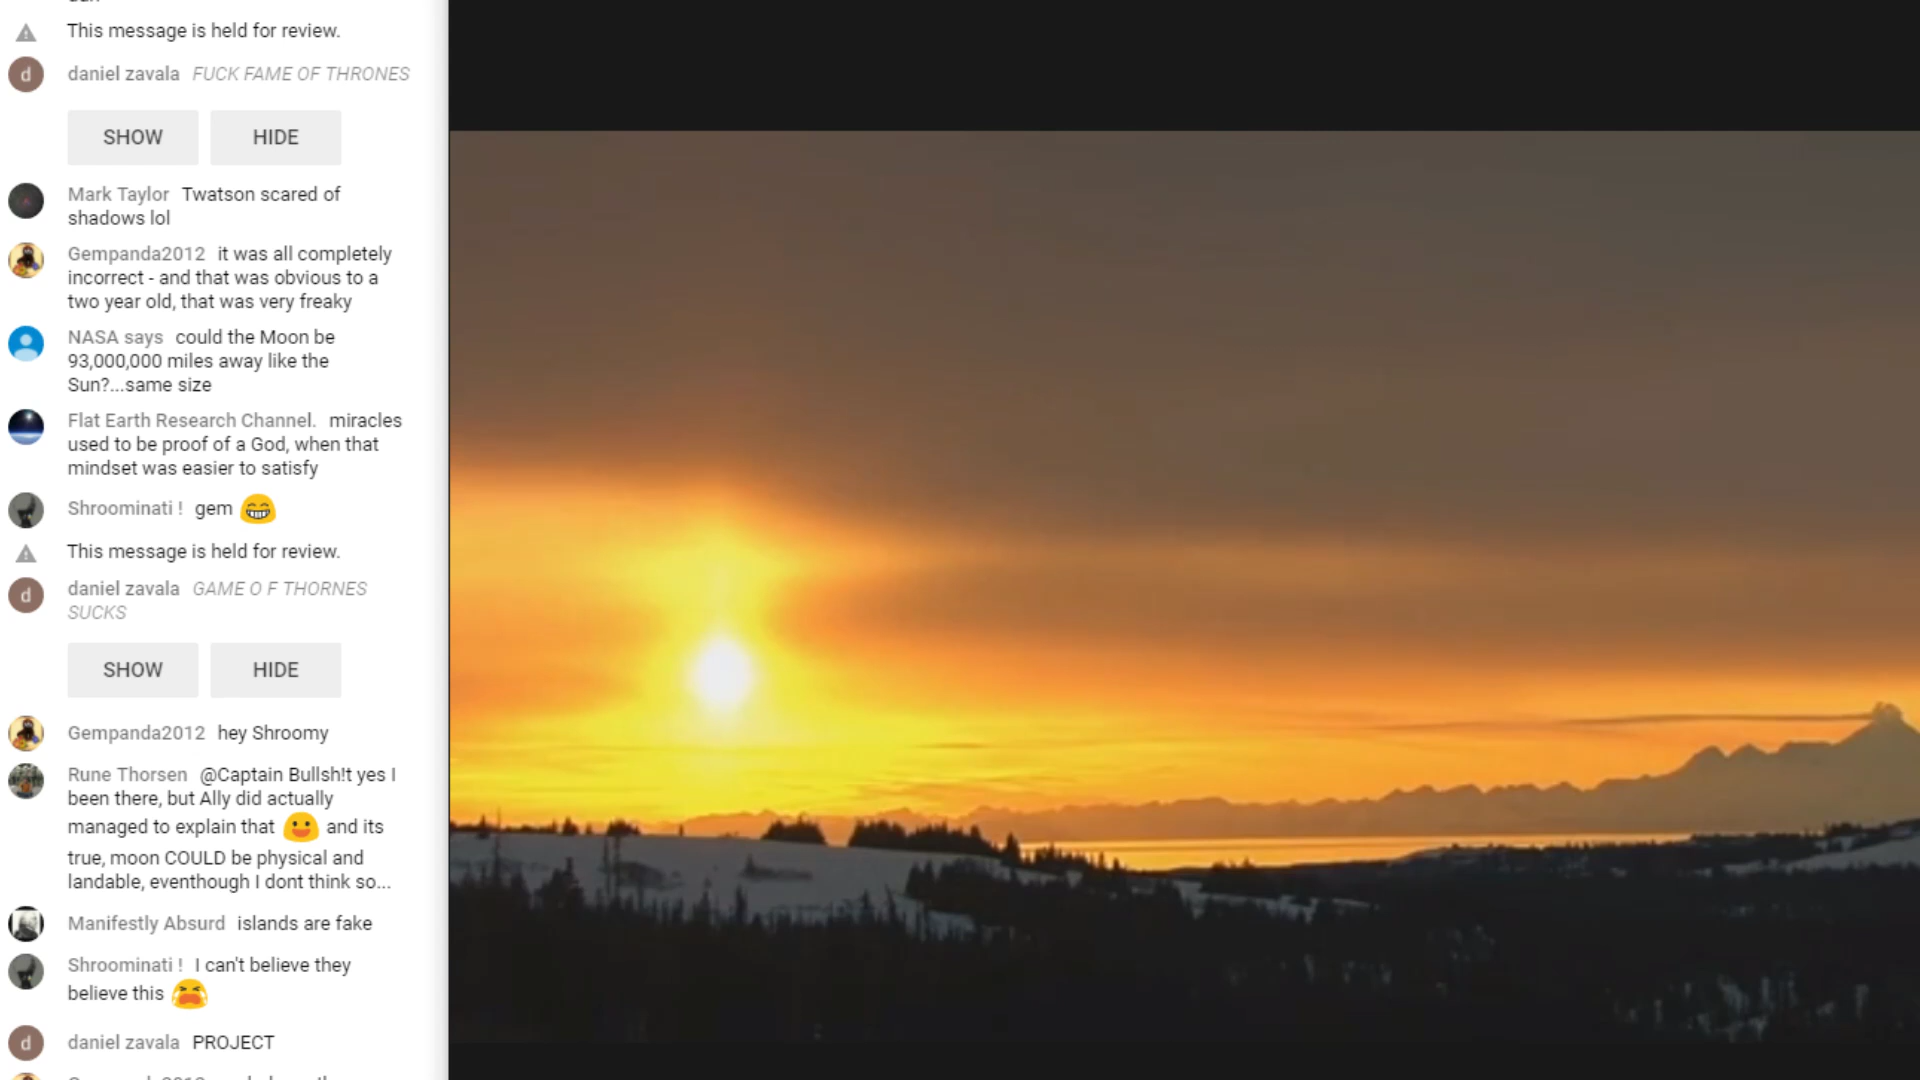 This message is held for review.
d daniel zavala FUCK FAME OF THRONES
SHOW HIDE
Mark Taylor Twatson scared of
shadows lol
Gempanda2012 it was all completely
incorrect - and that was obvious to a
two year old, that was very freaky
NASA says could the Moon be
93,000,000 miles away like the
Sun?...same size
Flat Earth Research Channel. miracles
used to be proof of a God, when that
mindset was easier to satisfy
Shroominati ! gem
This message is held for review.
d daniel zavala GAME O F THORNES
SUCKS
SHOW HIDE
Gempanda2012 hey Shroomy
Rune Thorsen @Captain Bullsh!t yes I
been there, but Ally did actually
managed to explain that and its
true, moon COULD be physical and
landable, eventhough I dont think so...
Manifestly Absurd islands are fake
Shroominati ! I can't believe they
believe this
d daniel zavala PROJECT